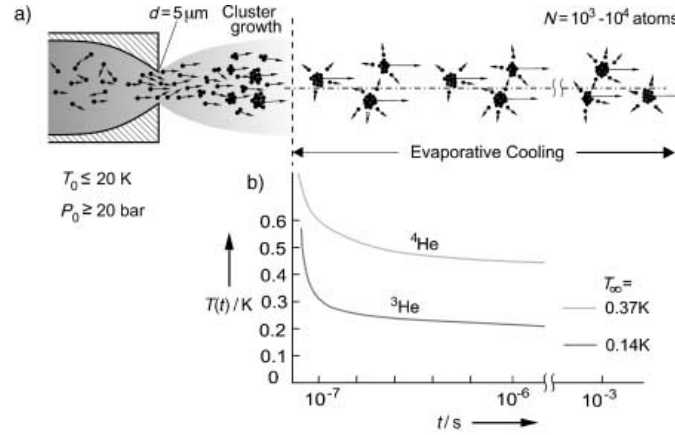 a)
d = 5 μm
Cluster
growth
N = 10³ - 10⁴ atoms
Evaporative Cooling
T₀ ≤ 20 K
P₀ ≥ 20 bar
b)
T(t) / K
0.6
0.5
0.4
0.3
0.2
0.1
0
⁴He
³He
T∞ =
0.37K
0.14K
10⁻⁷
10⁻⁶
10⁻³
t / s